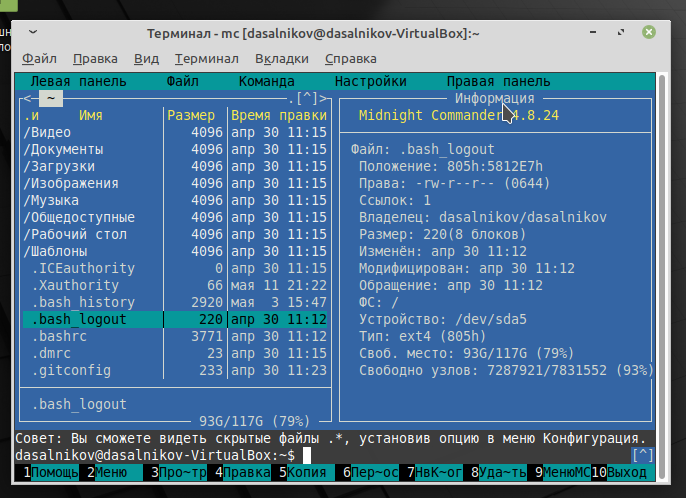 Терминал - mc [dasalnikov@dasalnikov-VirtualBox]:~
Файл Правка Вид Терминал Вкладки Справка
Левая панель Файл Команда Настройки Правая панель
<─ ~ ─.[^]>
.и Имя Размер Время правки
/Видео 4096 апр 30 11:15
/Документы 4096 апр 30 11:15
/Загрузки 4096 апр 30 11:15
/Изображения 4096 апр 30 11:15
/Музыка 4096 апр 30 11:15
/Общедоступные 4096 апр 30 11:15
/Рабочий стол 4096 апр 30 11:15
/Шаблоны 4096 апр 30 11:15
.ICEauthority 0 апр 30 11:15
.Xauthority 66 мая 11 21:22
.bash_history 2920 мая 3 15:47
.bash_logout 220 апр 30 11:12
.bashrc 3771 апр 30 11:12
.dmrc 23 апр 30 11:15
.gitconfig 233 апр 30 11:23
.bash_logout
93G/117G (79%)
Информация
Midnight Commander 4.8.24
Файл: .bash_logout
Положение: 805h:5812E7h
Права: -rw-r--r-- (0644)
Ссылок: 1
Владелец: dasalnikov/dasalnikov
Размер: 220(8 блоков)
Изменён: апр 30 11:12
Модифицирован: апр 30 11:12
Обращение: апр 30 11:12
ФС: /
Устройство: /dev/sda5
Тип: ext4 (805h)
Своб. место: 93G/117G (79%)
Свободно узлов: 7287921/7831552 (93%)
Совет: Вы сможете видеть скрытые файлы .*, установив опцию в меню Конфигурация.
dasalnikov@dasalnikov-VirtualBox:~$ [^]
1Помощь 2Меню 3Про~тр 4Правка 5Копия 6Пер~ос 7НвК~ог 8Уда~ть 9МенюМС 10Выход